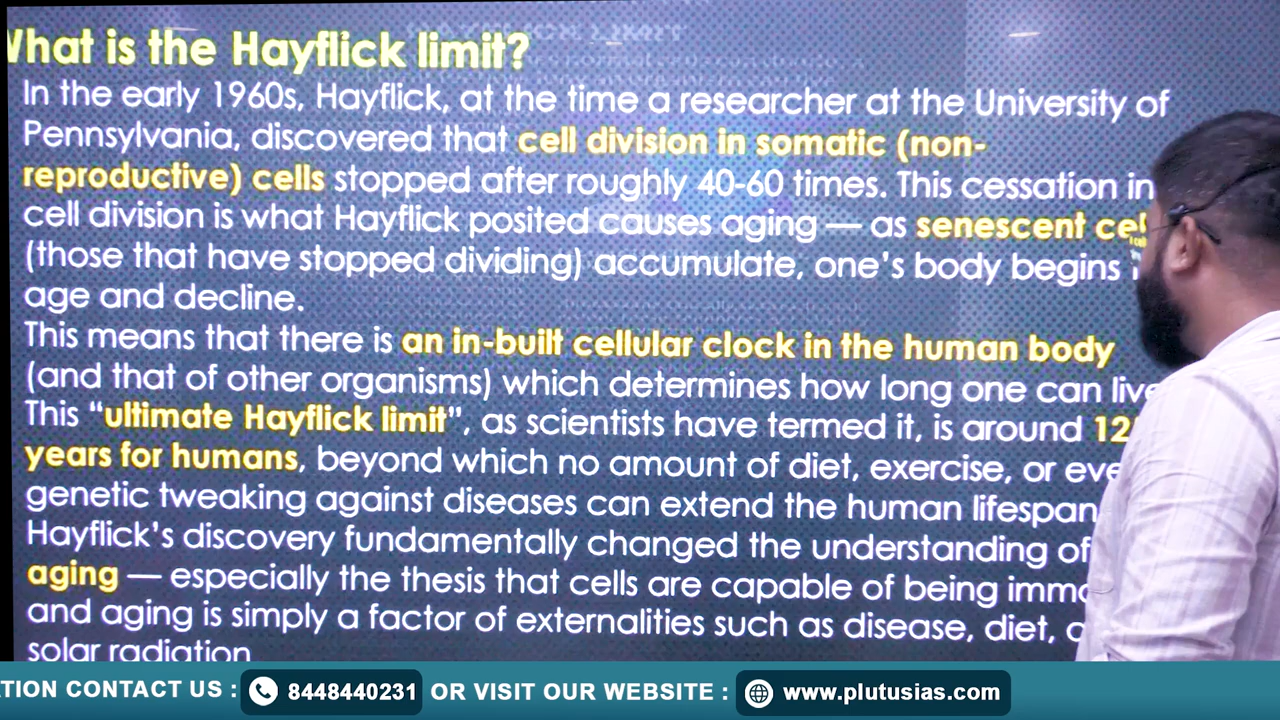 What is the Hayflick limit?
In the early 1960s, Hayflick, at the time a researcher at the University of
Pennsylvania, discovered that cell division in somatic (non-
reproductive) cells stopped after roughly 40-60 times. This cessation in
cell division is what Hayflick posited causes aging — as senescent cel
(those that have stopped dividing) accumulate, one's body begins
age and decline.
This means that there is an in-built cellular clock in the human body
(and that of other organisms) which determines how long one can live
This “ultimate Hayflick limit”, as scientists have termed it, is around 12
years for humans, beyond which no amount of diet, exercise, or eve
genetic tweaking against diseases can extend the human lifespan
Hayflick's discovery fundamentally changed the understanding of
aging — especially the thesis that cells are capable of being immo
and aging is simply a factor of externalities such as disease, diet, a
solar radiation
ATION CONTACT US : 8448440231 OR VISIT OUR WEBSITE : www.plutusias.com